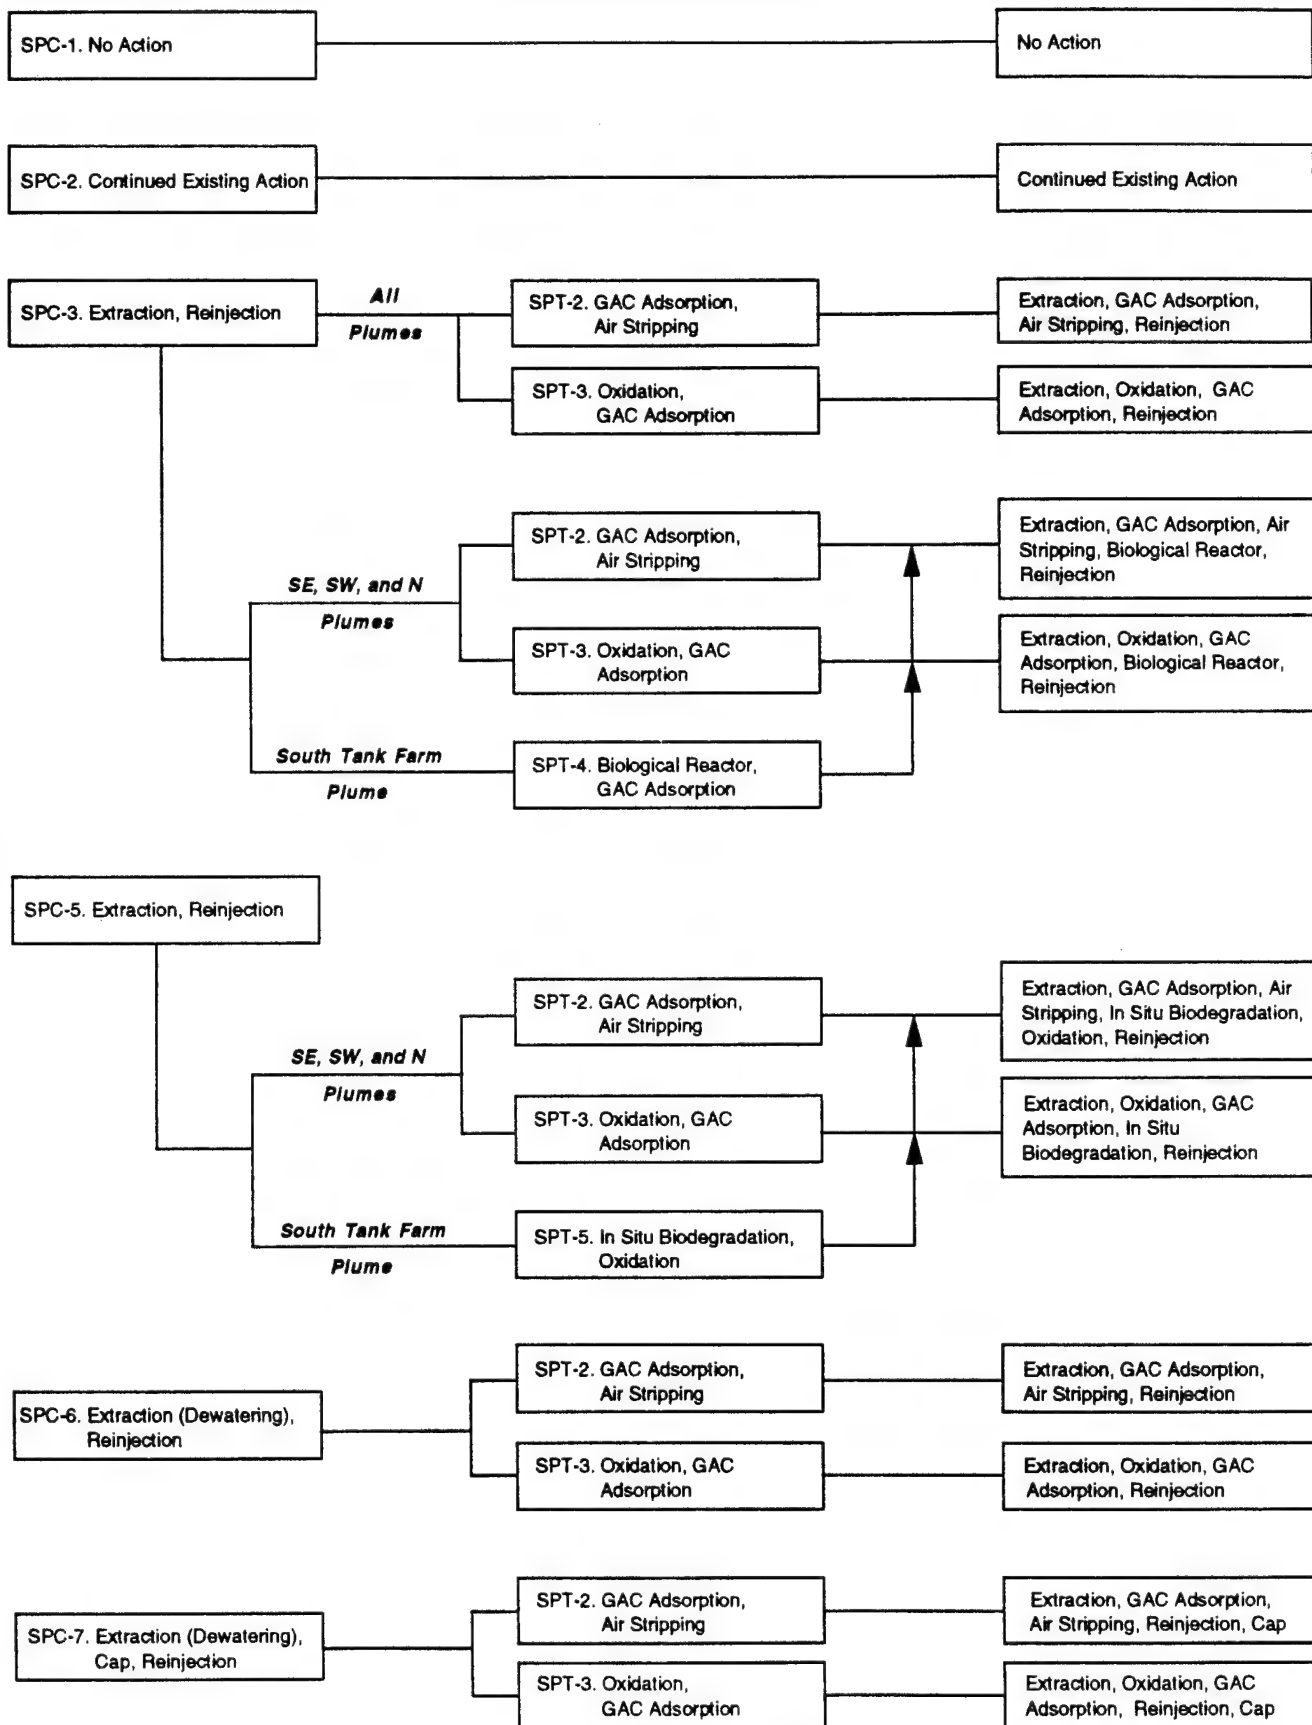 SPC-1. No Action
No Action
SPC-2. Continued Existing Action
Continued Existing Action
SPC-3. Extraction, Reinjection
All
Plumes
SPT-2. GAC Adsorption,
Air Stripping
Extraction, GAC Adsorption,
Air Stripping, Reinjection
SPT-3. Oxidation,
GAC Adsorption
Extraction, Oxidation, GAC
Adsorption, Reinjection
SE, SW, and N
Plumes
SPT-2. GAC Adsorption,
Air Stripping
Extraction, GAC Adsorption, Air
Stripping, Biological Reactor,
Reinjection
SPT-3. Oxidation, GAC
Adsorption
Extraction, Oxidation, GAC
Adsorption, Biological Reactor,
Reinjection
South Tank Farm
Plume
SPT-4. Biological Reactor,
GAC Adsorption
SPC-5. Extraction, Reinjection
SE, SW, and N
Plumes
SPT-2. GAC Adsorption,
Air Stripping
Extraction, GAC Adsorption, Air
Stripping, In Situ Biodegradation,
Oxidation, Reinjection
SPT-3. Oxidation, GAC
Adsorption
Extraction, Oxidation, GAC
Adsorption, In Situ
Biodegradation, Reinjection
South Tank Farm
Plume
SPT-5. In Situ Biodegradation,
Oxidation
SPC-6. Extraction (Dewatering),
Reinjection
SPT-2. GAC Adsorption,
Air Stripping
Extraction, GAC Adsorption,
Air Stripping, Reinjection
SPT-3. Oxidation, GAC
Adsorption
Extraction, Oxidation, GAC
Adsorption, Reinjection
SPC-7. Extraction (Dewatering),
Cap, Reinjection
SPT-2. GAC Adsorption,
Air Stripping
Extraction, GAC Adsorption,
Air Stripping, Reinjection, Cap
SPT-3. Oxidation,
GAC Adsorption
Extraction, Oxidation, GAC
Adsorption, Reinjection, Cap